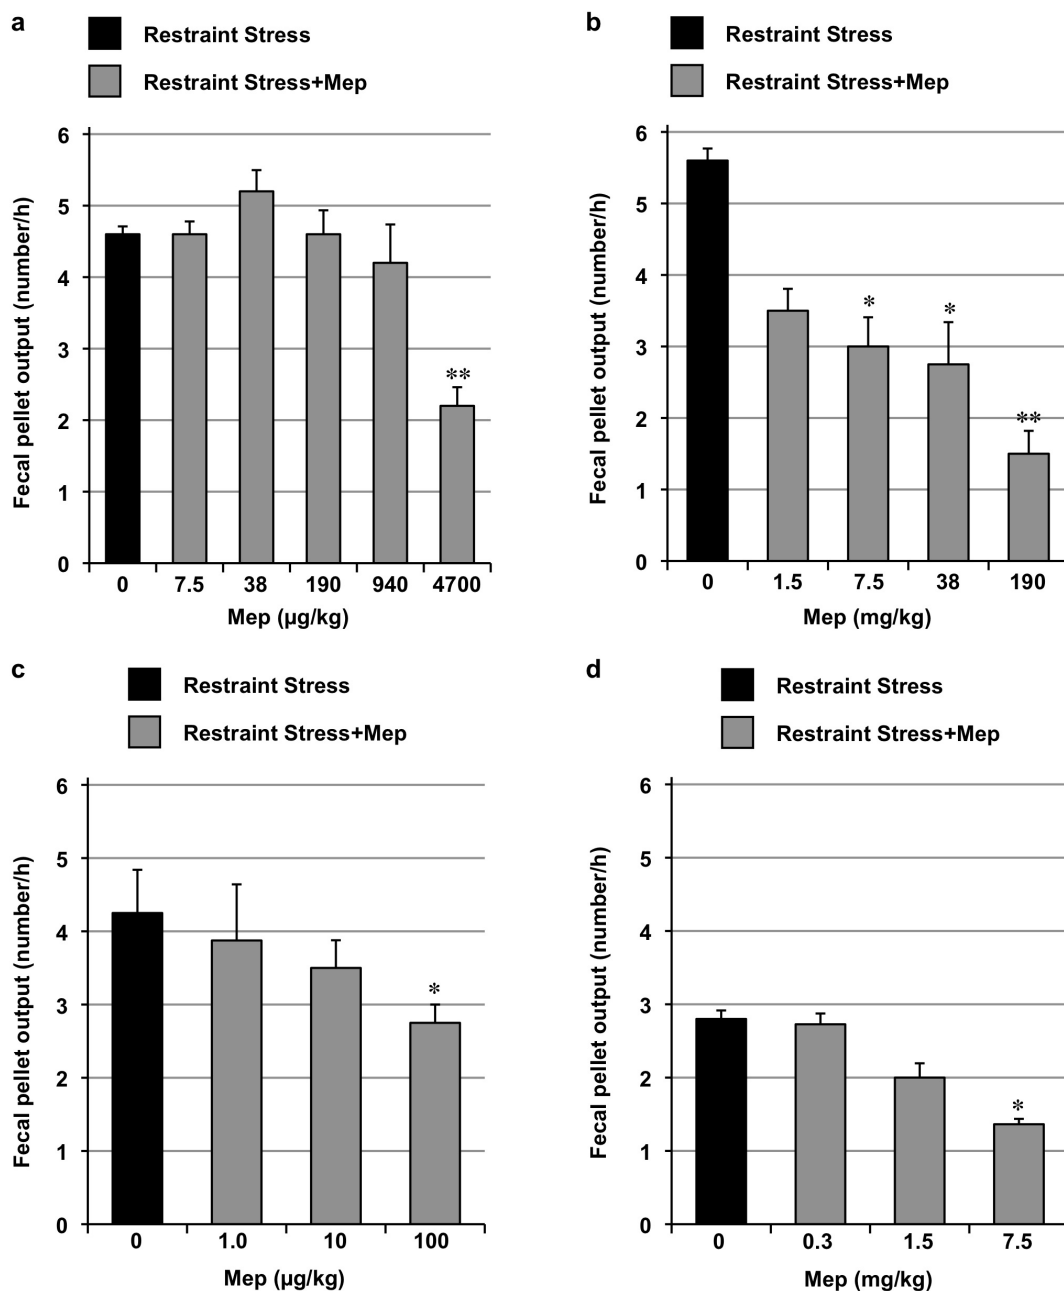 a
Restraint Stress
Restraint Stress+Mep
6
5
4
3
2
1
0
Fecal pellet output (number/h)
**
0 7.5 38 190 940 4700
Mep (µg/kg)
b
Restraint Stress
Restraint Stress+Mep
6
5
4
3
2
1
0
Fecal pellet output (number/h)
* *
**
0 1.5 7.5 38 190
Mep (mg/kg)
c
Restraint Stress
Restraint Stress+Mep
6
5
4
3
2
1
0
Fecal pellet output (number/h)
*
0 1.0 10 100
Mep (µg/kg)
d
Restraint Stress
Restraint Stress+Mep
6
5
4
3
2
1
0
Fecal pellet output (number/h)
*
0 0.3 1.5 7.5
Mep (mg/kg)